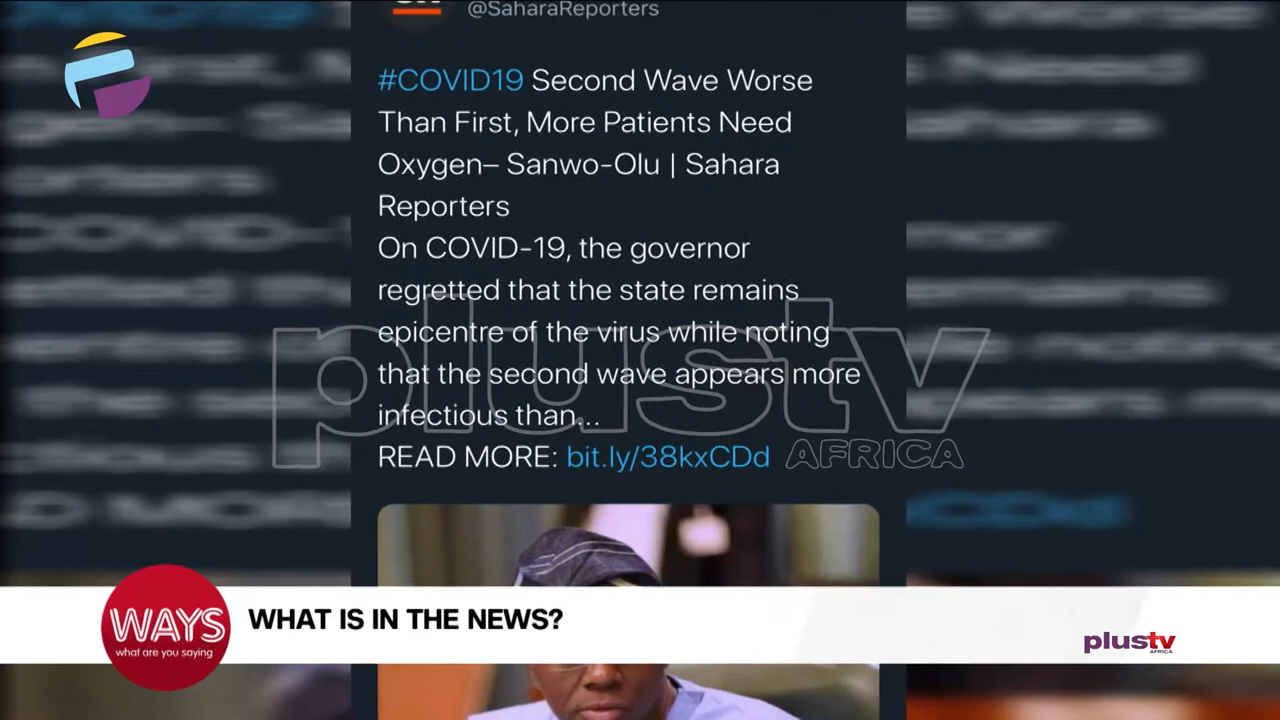 @SaharaReporters
#COVID19 Second Wave Worse
Than First, More Patients Need
Oxygen– Sanwo-Olu | Sahara
Reporters
On COVID-19, the governor
regretted that the state remains
epicentre of the virus while noting
that the second wave appears more
infectious than...
READ MORE: bit.ly/38kxCDd
plustv
AFRICA
WAYS
what are you saying
WHAT IS IN THE NEWS?
plustv
AFRICA